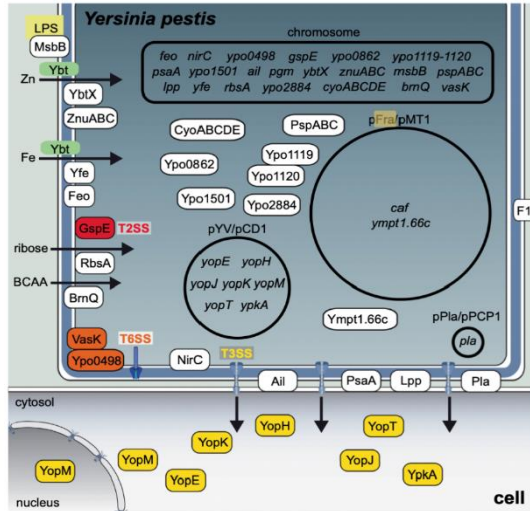 LPS
Yersinia pestis
MsbB
chromosome
feo nirC ypo0498 gspE ypo0862 ypo1119-1120
psaA ypo1501 ail pgm ybtX znuABC msbB pspABC
lpp yfe rbsA ypo2884 cyoABCDE brnQ vasK
Ybt
Zn
YbtX
ZnuABC
CyoABCDE
PspABC
pFra/pMT1
Ybt
Fe
Ypo0862
Ypo1119
Ypo1120
Yfe
Feo
Ypo1501
Ypo2884
caf
ympt1.66c
F1
GspE T2SS
pYV/pCD1
ribose
RbsA
yopE yopH
yopJ yopK yopM
yopT ypkA
BCAA
BrnQ
Ympt1.66c
pPla/pPCP1
pla
VasK
T6SS
Ypo0498
NirC
T3SS
Ail
PsaA
Lpp
Pla
cytosol
YopH
YopT
YopK
YopM
YopM
YopE
YopJ
YpkA
nucleus
cell